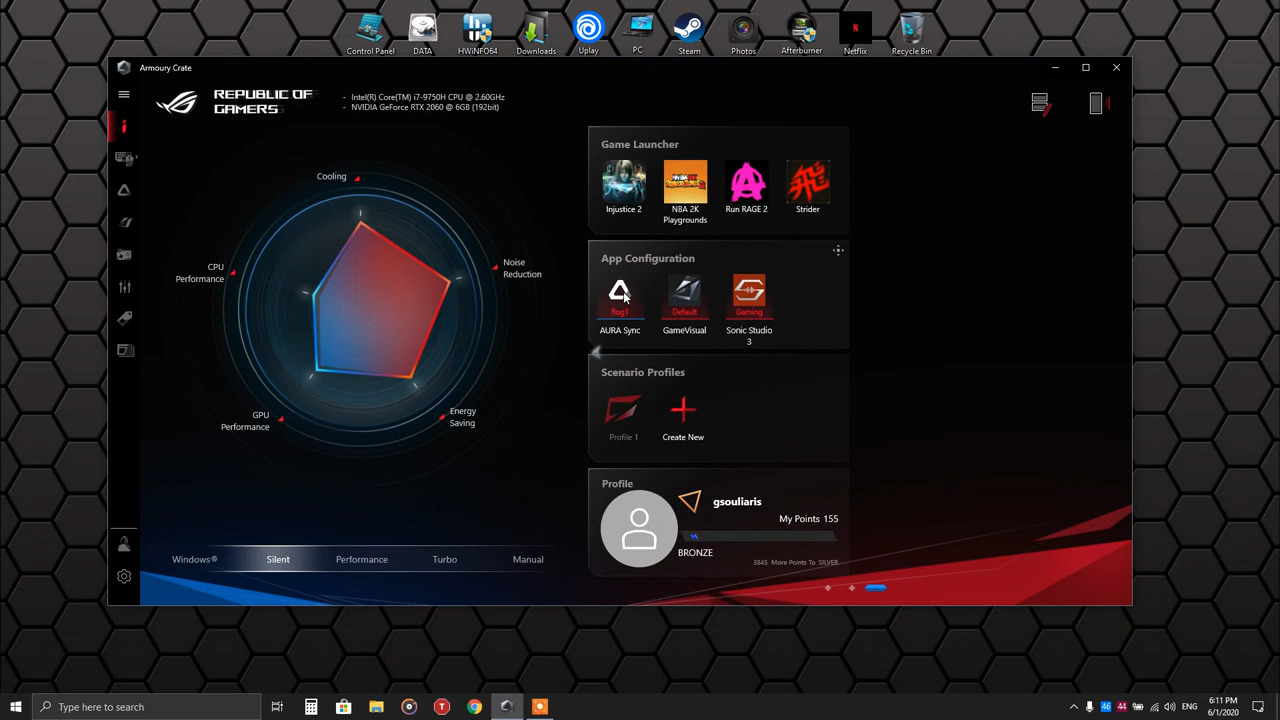 Control Panel
DATA
HWiNFO64
Downloads
Uplay
PC
Steam
Photos
Afterburner
N
Netflix
Recycle Bin
Armoury Crate
REPUBLIC OF
GAMERS
- Intel(R) Core(TM) i7-9750H CPU @ 2.60GHz
- NVIDIA GeForce RTX 2060 @ 6GB (192bit)
Cooling
Noise
Reduction
CPU
Performance
GPU
Performance
Energy
Saving
Windows®
Silent
Performance
Turbo
Manual
Game Launcher
Injustice 2
NBA 2K
Playgrounds
Run RAGE 2
飛
Strider
App Configuration
Rog1
Default
Gaming
AURA Sync
GameVisual
Sonic Studio
3
Scenario Profiles
Profile 1
Create New
Profile
gsouliaris
My Points 155
BRONZE
3845 More Points To SILVER
Type here to search
T
46
44
ENG
6:11 PM
6/1/2020